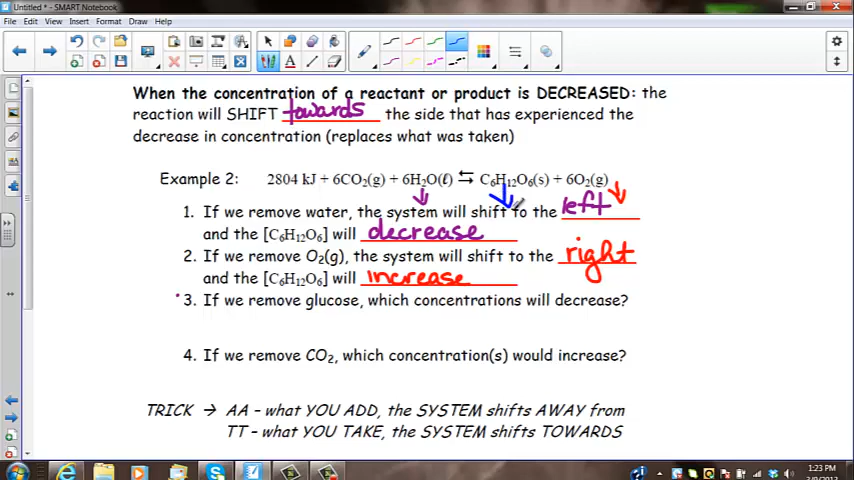 Untitled * - SMART Notebook
File Edit View Insert Format Tools Add-ons Draw Help
When the concentration of a reactant or product is DECREASED: the
reaction will SHIFT towards the side that has experienced the
decrease in concentration (replaces what was taken)
Example 2: 2804 kJ + 6CO₂(g) + 6H₂O(ℓ) ⇆ C₆H₁₂O₆(s) + 6O₂(g)
1. If we remove water, the system will shift to the left
and the [C₆H₁₂O₆] will decrease
2. If we remove O₂(g), the system will shift to the right
and the [C₆H₁₂O₆] will increase
3. If we remove glucose, which concentrations will decrease?
4. If we remove CO₂, which concentration(s) would increase?
TRICK → AA – what YOU ADD, the SYSTEM shifts AWAY from
TT – what YOU TAKE, the SYSTEM shifts TOWARDS
1:23 PM